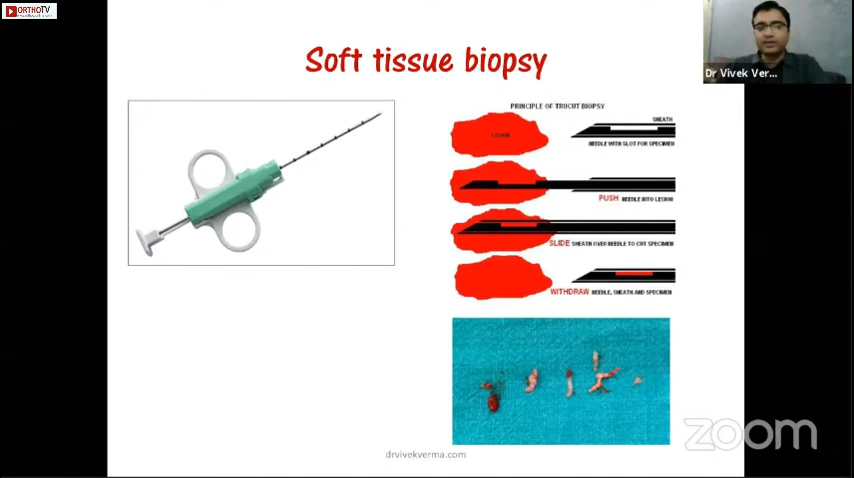 ORTHOTV
Dr Vivek Ver...
Soft tissue biopsy
PRINCIPLE OF TRUCUT BIOPSY
LESION
SHEATH
NEEDLE WITH SLOT FOR SPECIMEN
PUSH NEEDLE INTO LESION
SLIDE SHEATH OVER NEEDLE TO CUT SPECIMEN
WITHDRAW NEEDLE, SHEATH AND SPECIMEN
zoom
drvivekverma.com